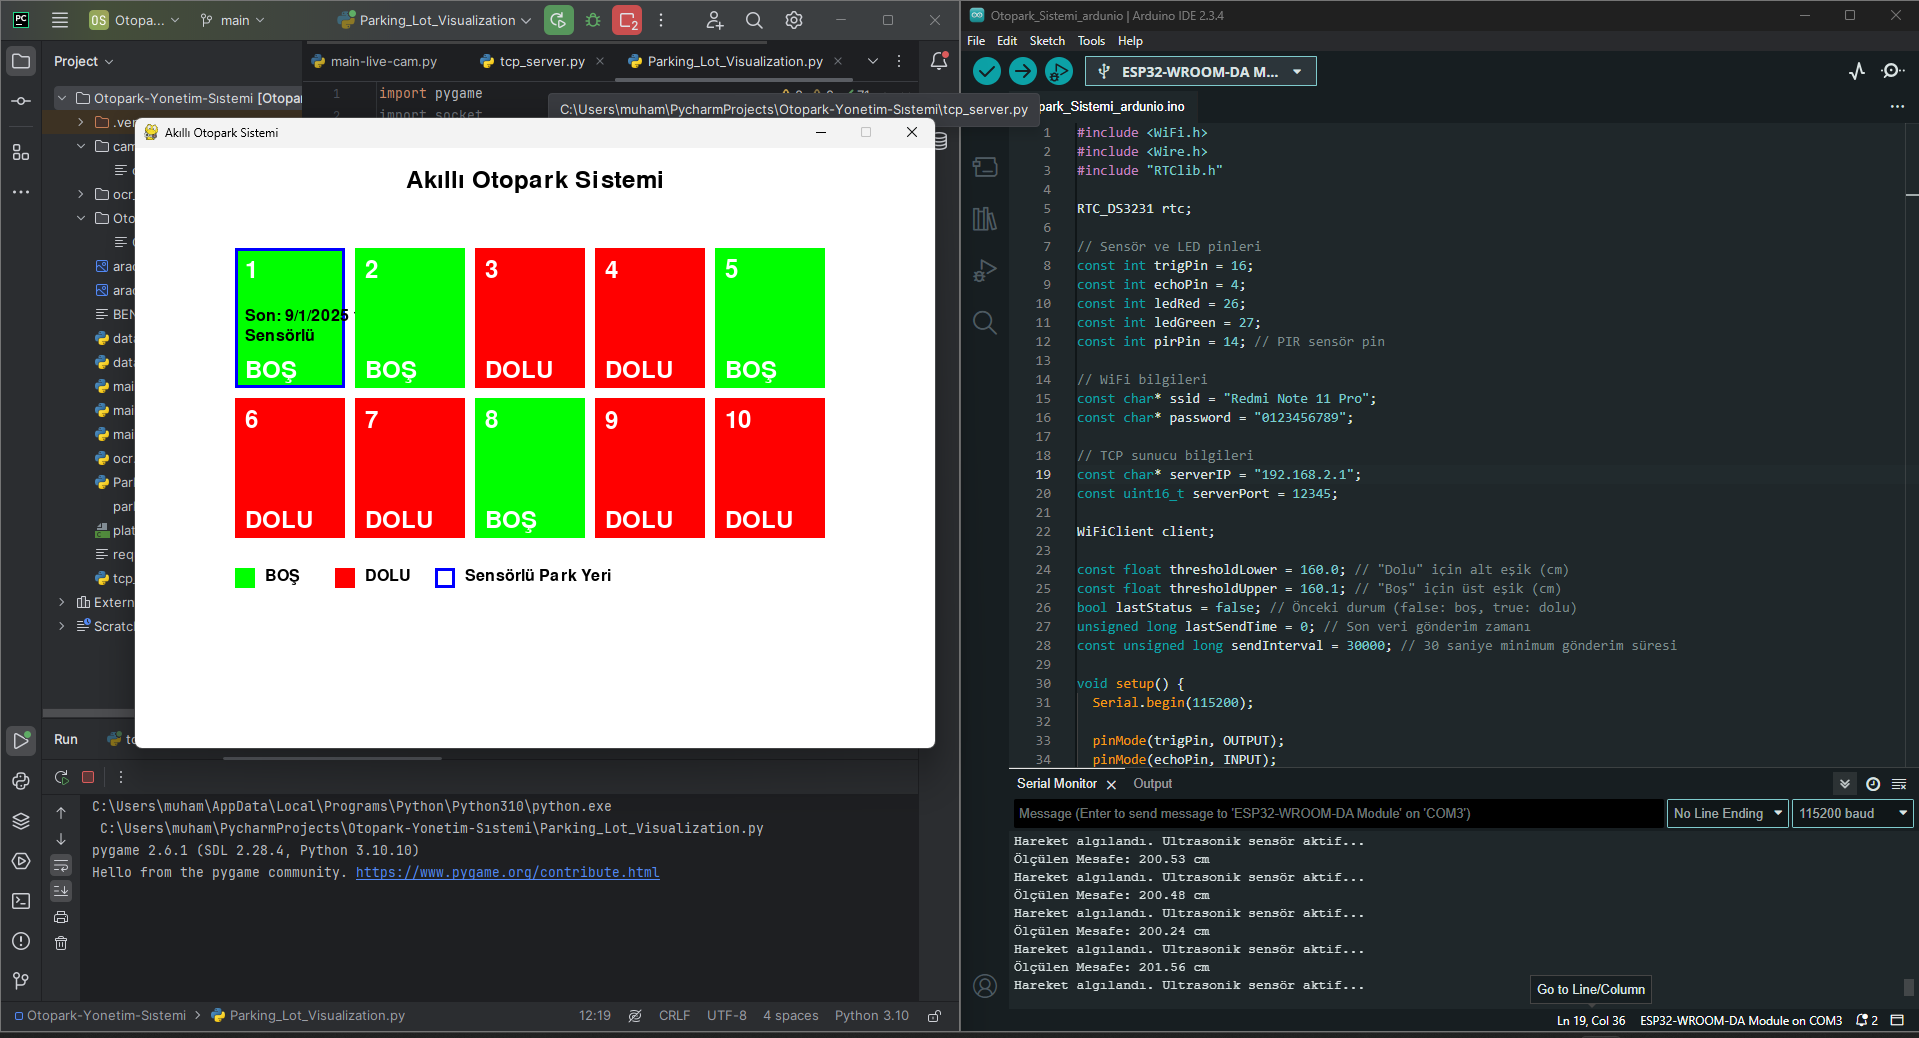 PC
OS Otopa...
main
Parking_Lot_Visualization
2
Project
main-live-cam.py
tcp_server.py
Parking_Lot_Visualization.py
Otopark-Yonetim-Sistemi [Otopar
.ver
cam
ocr_
Oto
arac
arac
BEN
data
data
mai
mai
mai
ocr.
Park
park
plat
req
tcp_
Extern
Scratch
1 import pygame
2 import socket
C:\Users\muham\PycharmProjects\Otopark-Yonetim-Sistemi\tcp_server.py
Akıllı Otopark Sistemi
Akıllı Otopark Sistemi
1
Son: 9/1/2025
Sensörlü
BOŞ
2
BOŞ
3
DOLU
4
DOLU
5
BOŞ
6
DOLU
7
DOLU
8
BOŞ
9
DOLU
10
DOLU
BOŞ
DOLU
Sensörlü Park Yeri
Run
C:\Users\muham\AppData\Local\Programs\Python\Python310\python.exe
C:\Users\muham\PycharmProjects\Otopark-Yonetim-Sistemi\Parking_Lot_Visualization.py
pygame 2.6.1 (SDL 2.28.4, Python 3.10.10)
Hello from the pygame community. https://www.pygame.org/contribute.html
Otopark-Yonetim-Sistemi > Parking_Lot_Visualization.py 12:19 CRLF UTF-8 4 spaces Python 3.10
Otopark_Sistemi_ardunio | Arduino IDE 2.3.4
File Edit Sketch Tools Help
ESP32-WROOM-DA M...
park_Sistemi_ardunio.ino
1 #include <WiFi.h>
2 #include <Wire.h>
3 #include "RTClib.h"
4
5 RTC_DS3231 rtc;
6
7 // Sensör ve LED pinleri
8 const int trigPin = 16;
9 const int echoPin = 4;
10 const int ledRed = 26;
11 const int ledGreen = 27;
12 const int pirPin = 14; // PIR sensör pin
13
14 // WiFi bilgileri
15 const char* ssid = "Redmi Note 11 Pro";
16 const char* password = "0123456789";
17
18 // TCP sunucu bilgileri
19 const char* serverIP = "192.168.2.1";
20 const uint16_t serverPort = 12345;
21
22 WiFiClient client;
23
24 const float thresholdLower = 160.0; // "Dolu" için alt eşik (cm)
25 const float thresholdUpper = 160.1; // "Boş" için üst eşik (cm)
26 bool lastStatus = false; // Önceki durum (false: boş, true: dolu)
27 unsigned long lastSendTime = 0; // Son veri gönderim zamanı
28 const unsigned long sendInterval = 30000; // 30 saniye minimum gönderim süresi
29
30 void setup() {
31 Serial.begin(115200);
32
33 pinMode(trigPin, OUTPUT);
34 pinMode(echoPin, INPUT);
Serial Monitor Output
Message (Enter to send message to 'ESP32-WROOM-DA Module' on 'COM3')
No Line Ending
115200 baud
Hareket algılandı. Ultrasonik sensör aktif...
Ölçülen Mesafe: 200.53 cm
Hareket algılandı. Ultrasonik sensör aktif...
Ölçülen Mesafe: 200.48 cm
Hareket algılandı. Ultrasonik sensör aktif...
Ölçülen Mesafe: 200.24 cm
Hareket algılandı. Ultrasonik sensör aktif...
Ölçülen Mesafe: 201.56 cm
Hareket algılandı. Ultrasonik sensör aktif...
Go to Line/Column
Ln 19, Col 36 ESP32-WROOM-DA Module on COM3 2